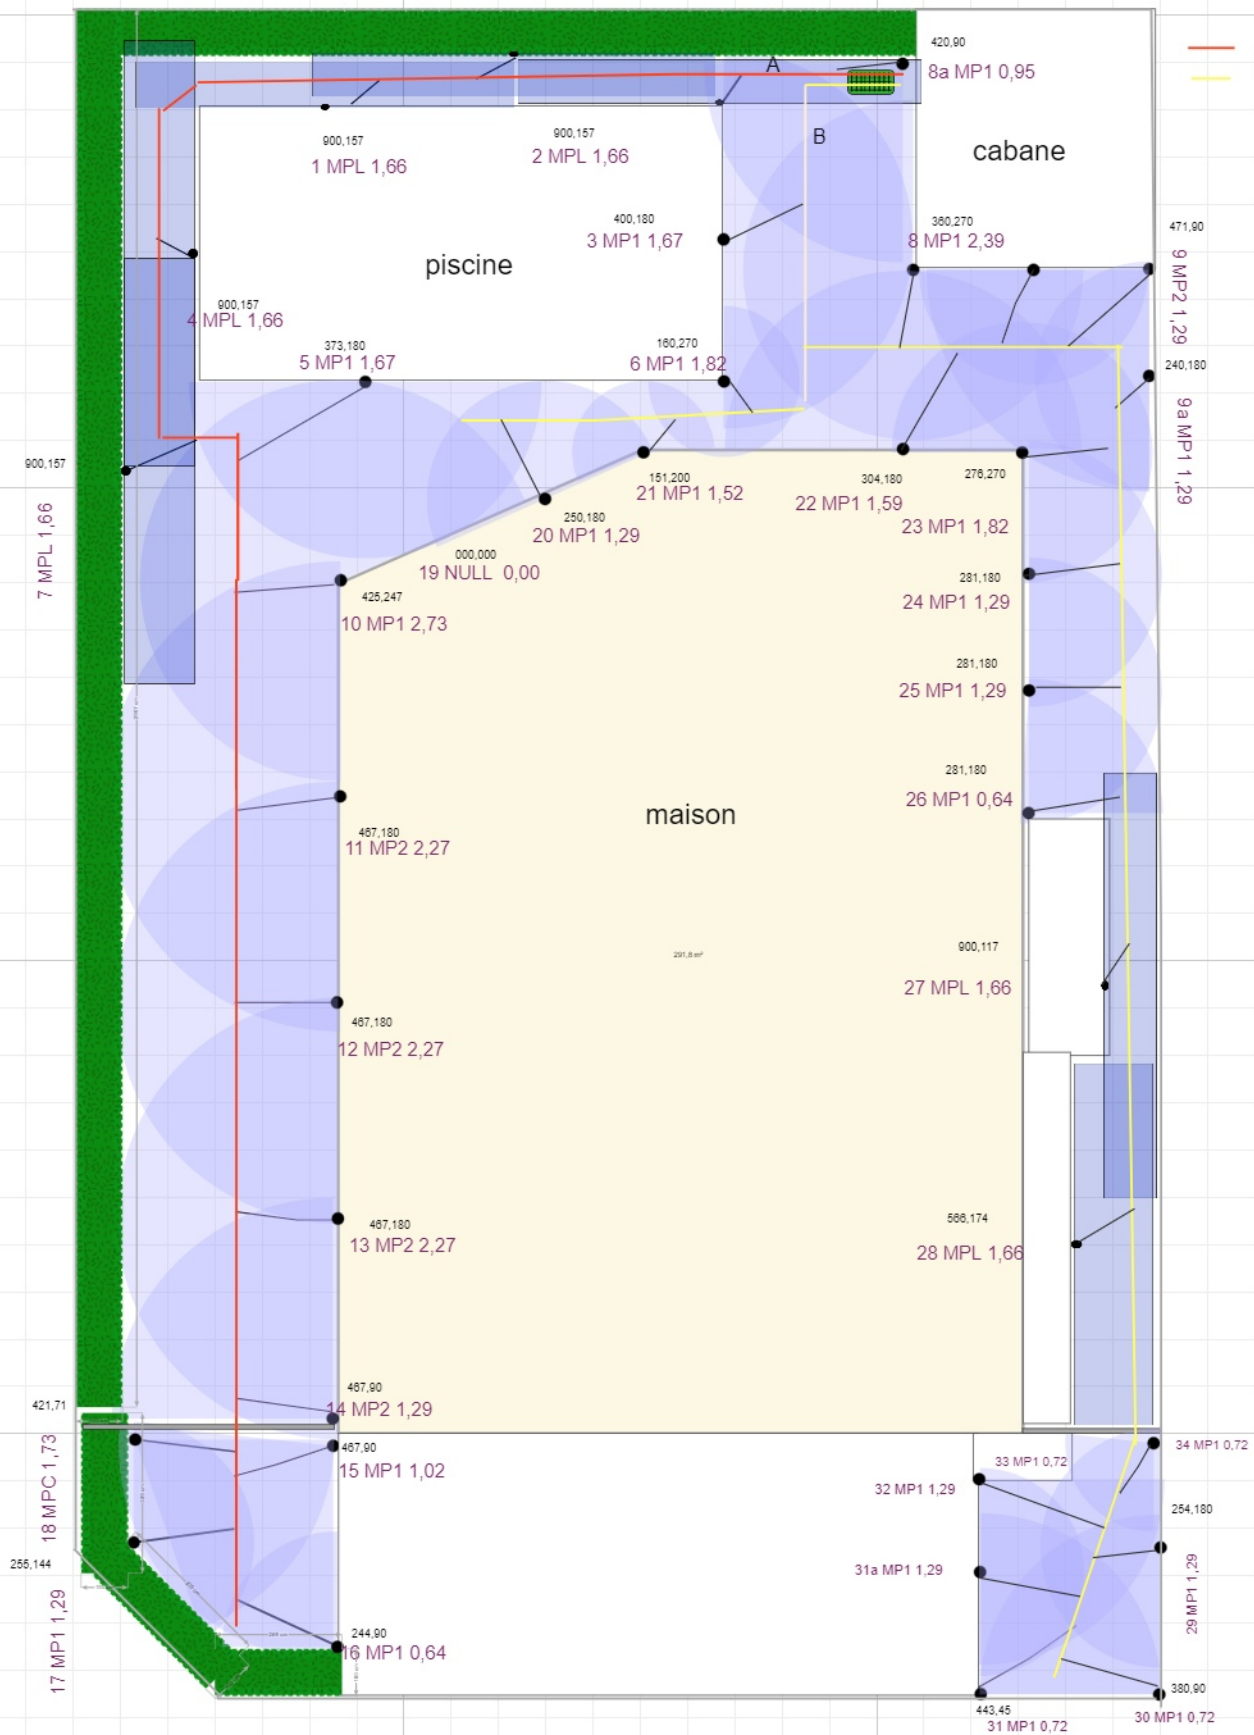 420,90
8a MP1 0,95
A
B
cabane
900,157
1 MPL 1,66
900,157
2 MPL 1,66
400,180
3 MP1 1,67
360,270
8 MP1 2,39
471,90
9 MP2 1,29
piscine
900,157
4 MPL 1,66
373,180
5 MP1 1,67
160,270
6 MP1 1,82
240,180
9a MP1 1,29
900,157
7 MPL 1,66
151,200
21 MP1 1,52
304,180
22 MP1 1,59
276,270
23 MP1 1,82
250,180
20 MP1 1,29
000,000
19 NULL 0,00
425,247
10 MP1 2,73
281,180
24 MP1 1,29
281,180
25 MP1 1,29
281,180
26 MP1 0,64
maison
467,180
11 MP2 2,27
291,8 m²
900,117
27 MPL 1,66
467,180
12 MP2 2,27
467,180
13 MP2 2,27
566,174
28 MPL 1,66
467,90
14 MP2 1,29
421,71
18 MPC 1,73
467,90
15 MP1 1,02
33 MP1 0,72
34 MP1 0,72
32 MP1 1,29
254,180
29 MP1 1,29
31a MP1 1,29
255,144
17 MP1 1,29
244,90
16 MP1 0,64
443,45
31 MP1 0,72
380,90
30 MP1 0,72